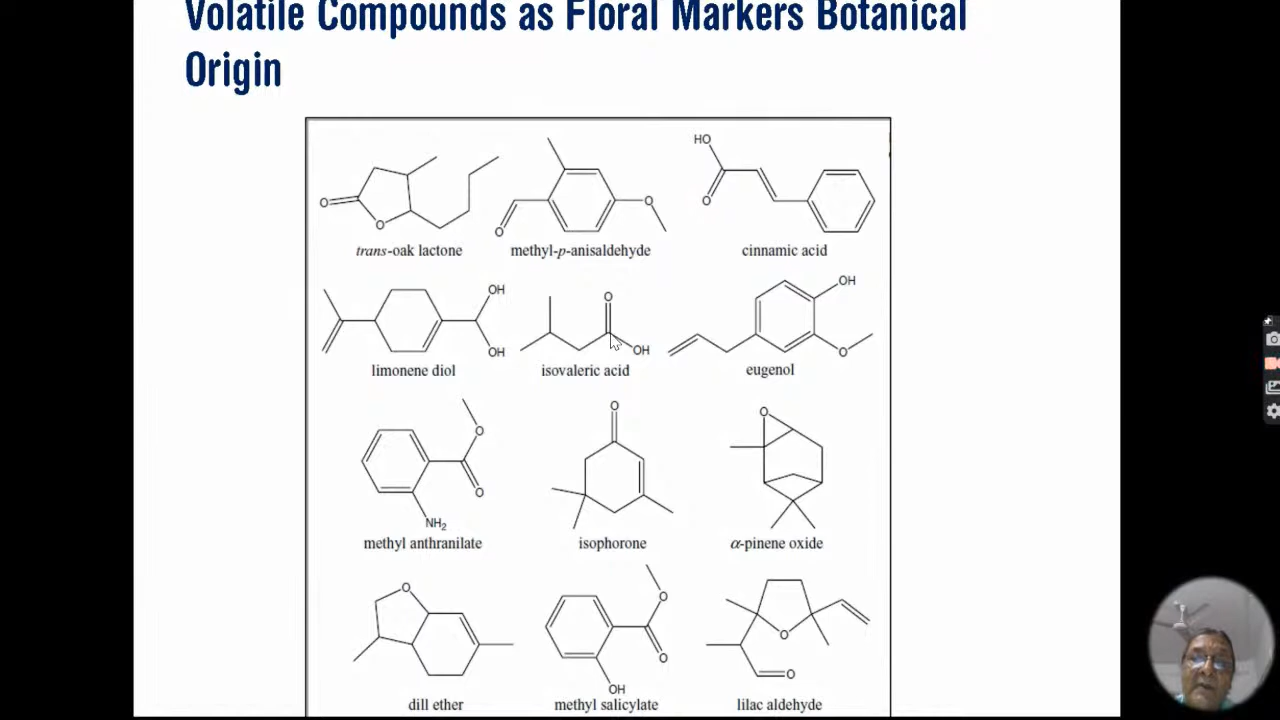 Volatile Compounds as Floral Markers Botanical
Origin
HO
O
O
O
O
O
trans-oak lactone
methyl-p-anisaldehyde
cinnamic acid
OH
OH
O
OH
OH
O
limonene diol
isovaleric acid
eugenol
O
O
NH2
O
O
methyl anthranilate
isophorone
α-pinene oxide
O
O
O
OH
O
O
dill ether
methyl salicylate
lilac aldehyde